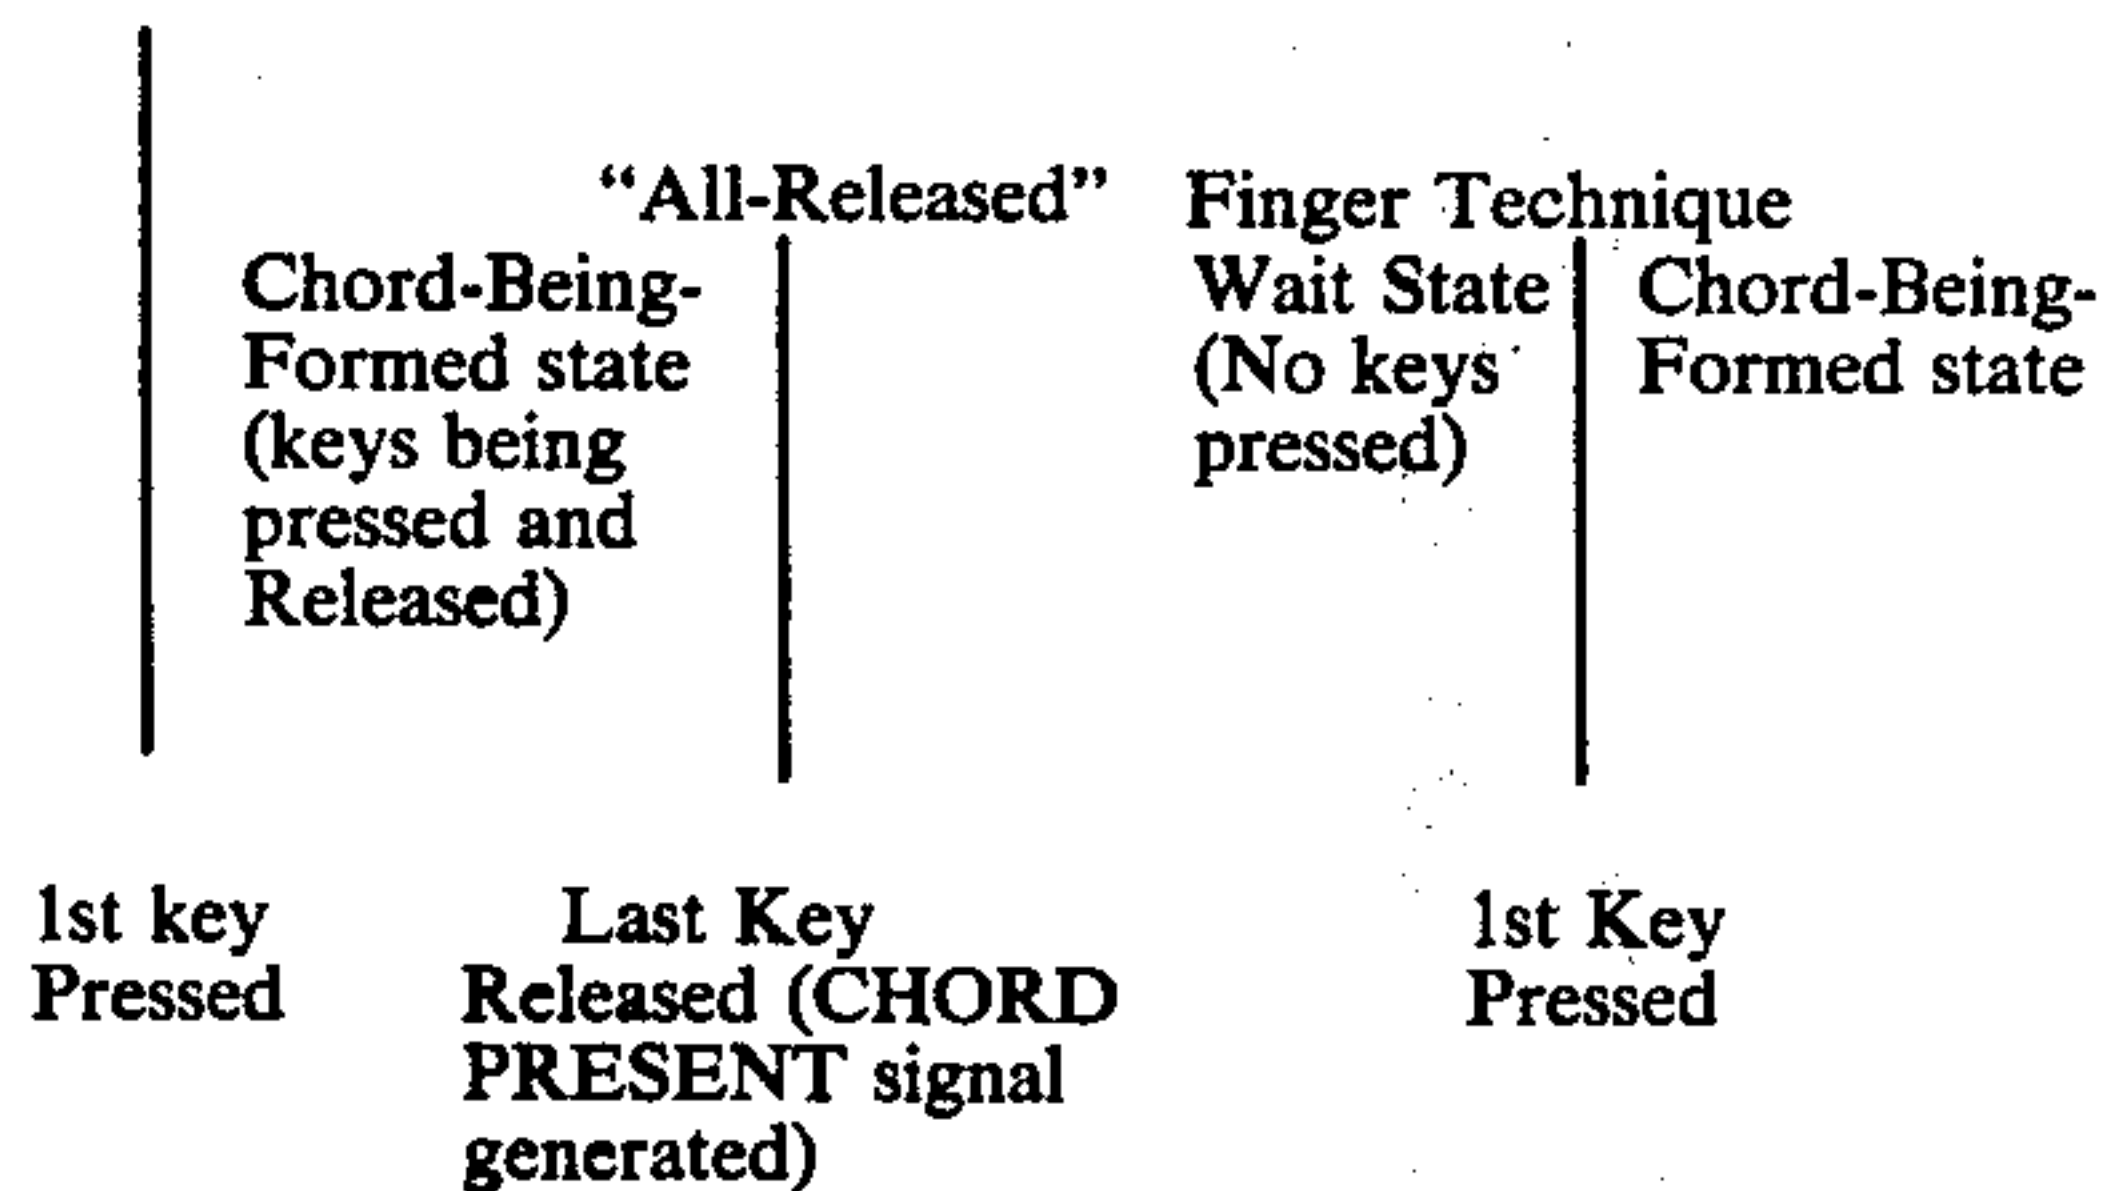 “All-Released” Finger Technique
Chord-Being-
Formed state
(keys being
pressed and
Released)
Wait State
(No keys
pressed)
Chord-Being-
Formed state
1st key
Pressed
Last Key
Released (CHORD
PRESENT signal
generated)
1st Key
Pressed